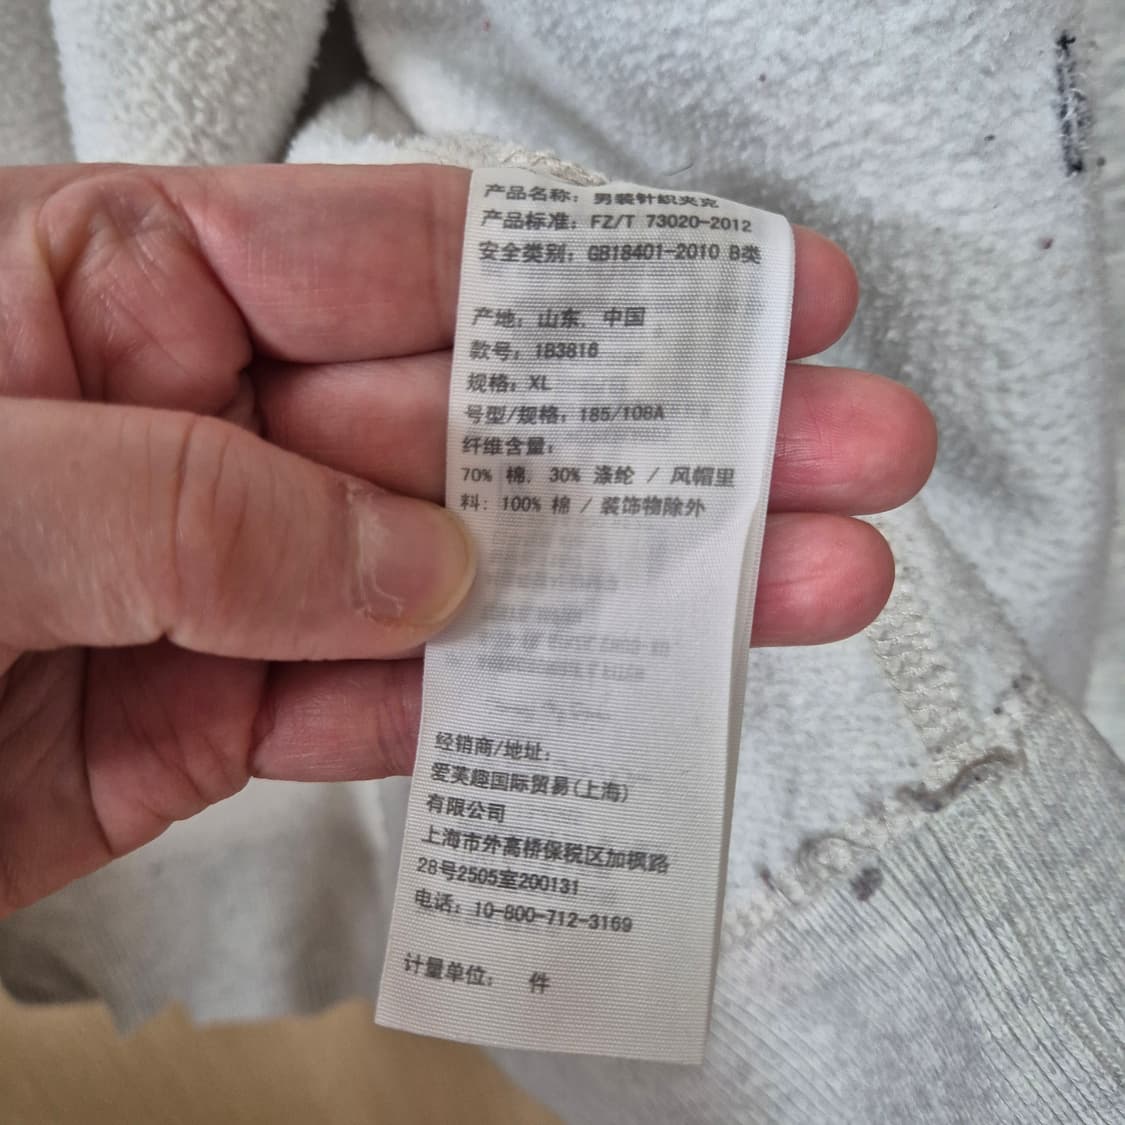 产品名称：男装针织夹克
产品标准：FZ/T 73020-2012
安全类别：GB18401-2010 B类
产地：山东，中国
款号：183816
规格：XL
号型/规格：185/108A
纤维含量：
70% 棉，30% 涤纶 / 风帽里
料：100% 棉 / 装饰物除外
经销商/地址：
爱芙趣国际贸易(上海)
有限公司
上海市外高桥保税区加枫路
28号2505室200131
电话：10-800-712-3169
计量单位： 件